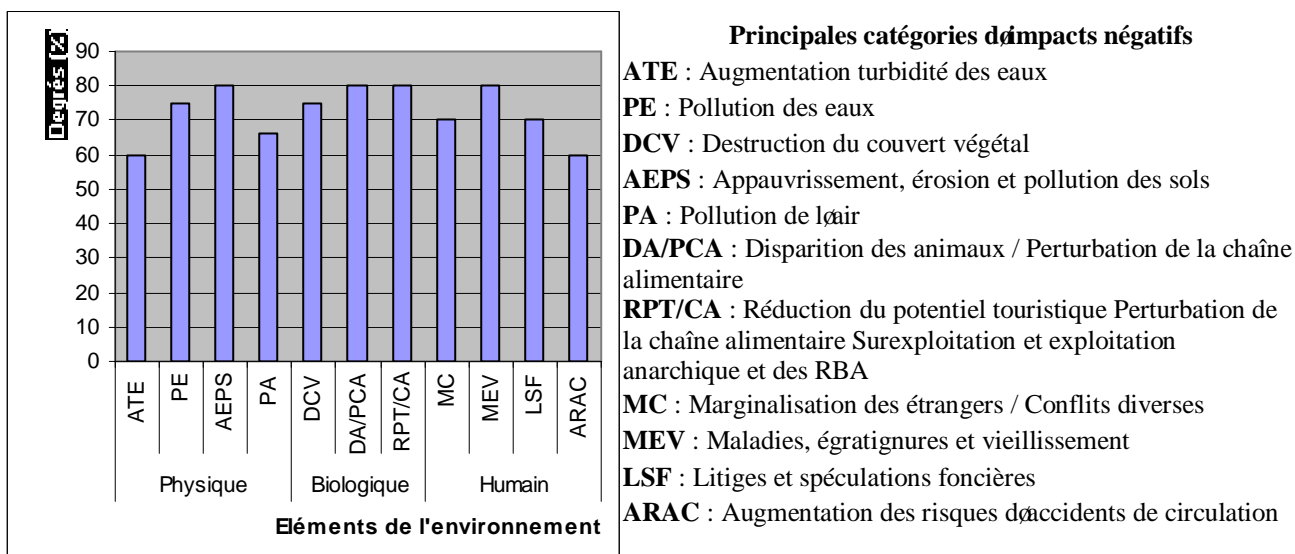 Degrés (%)
90
80
70
60
50
40
30
20
10
0
ATE
PE
AEPS
PA
DCV
DA/PCA
RPT/CA
MC
MEV
LSF
ARAC
Physique
Biologique
Humain
Eléments de l'environnement
Principales catégories døimpacts négatifs
ATE : Augmentation turbidité des eaux
PE : Pollution des eaux
DCV : Destruction du couvert végétal
AEPS : Appauvrissement, érosion et pollution des sols
PA : Pollution de løair
DA/PCA : Disparition des animaux / Perturbation de la chaîne
alimentaire
RPT/CA : Réduction du potentiel touristique Perturbation de
la chaîne alimentaire Surexploitation et exploitation
anarchique et des RBA
MC : Marginalisation des étrangers / Conflits diverses
MEV : Maladies, égratignures et vieillissement
LSF : Litiges et spéculations foncières
ARAC : Augmentation des risques døaccidents de circulation